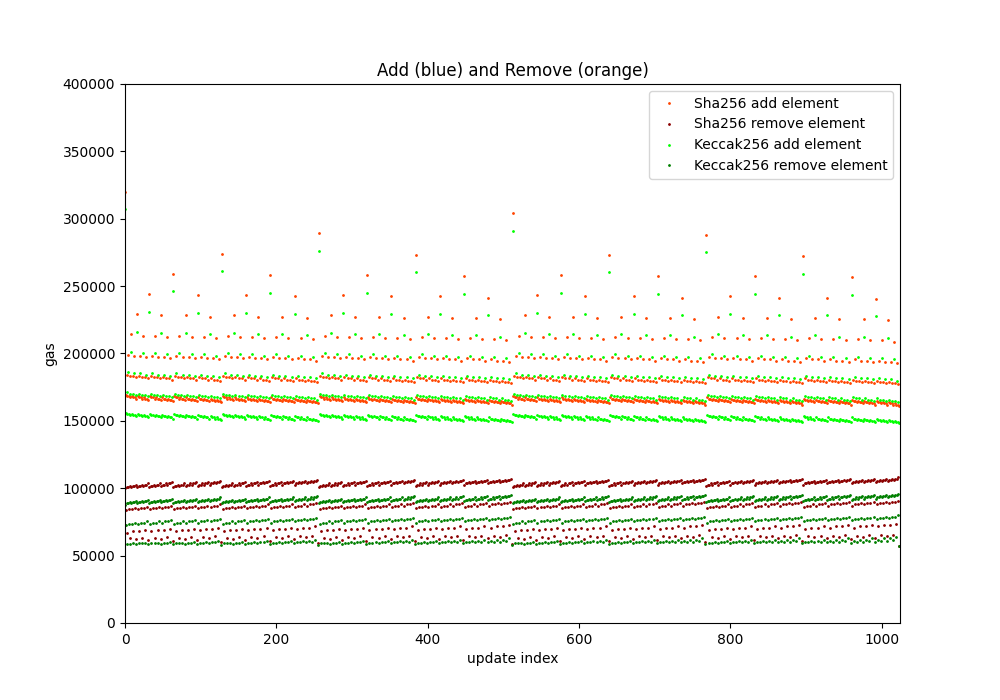 Add (blue) and Remove (orange)
400000
350000
300000
250000
200000
150000
100000
50000
0
gas
Sha256 add element
Sha256 remove element
Keccak256 add element
Keccak256 remove element
0 200 400 600 800 1000
update index